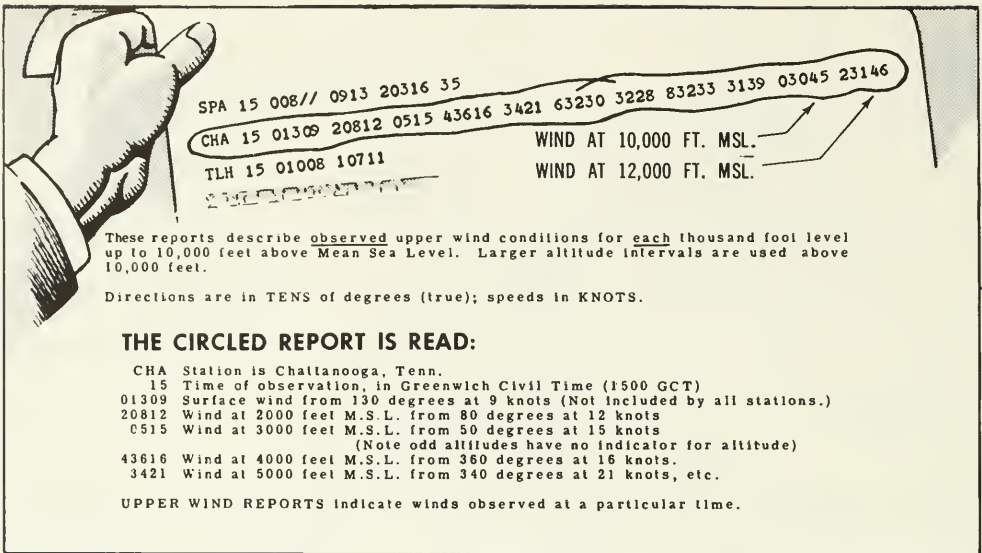 SPA 15 008// 0913 20316 35
CHA 15 01309 20812 0515 43616 3421 63230 3228 83233 3139 03045 23146
TLH 15 01008 10711
WIND AT 10,000 FT. MSL.
WIND AT 12,000 FT. MSL.
These reports describe observed upper wind conditions for each thousand foot level
up to 10,000 feet above Mean Sea Level. Larger altitude intervals are used above
10,000 feet.
Directions are in TENS of degrees (true); speeds in KNOTS.
THE CIRCLED REPORT IS READ:
CHA Station is Chattanooga, Tenn.
15 Time of observation, in Greenwich Civil Time (1500 GCT)
01309 Surface wind from 130 degrees at 9 knots (Not included by all stations.)
20812 Wind at 2000 feet M.S.L. from 80 degrees at 12 knots
0515 Wind at 3000 feet M.S.L. from 50 degrees at 15 knots
(Note odd altitudes have no indicator for altitude)
43616 Wind at 4000 feet M.S.L. from 360 degrees at 16 knots.
3421 Wind at 5000 feet M.S.L. from 340 degrees at 21 knots, etc.
UPPER WIND REPORTS indicate winds observed at a particular time.